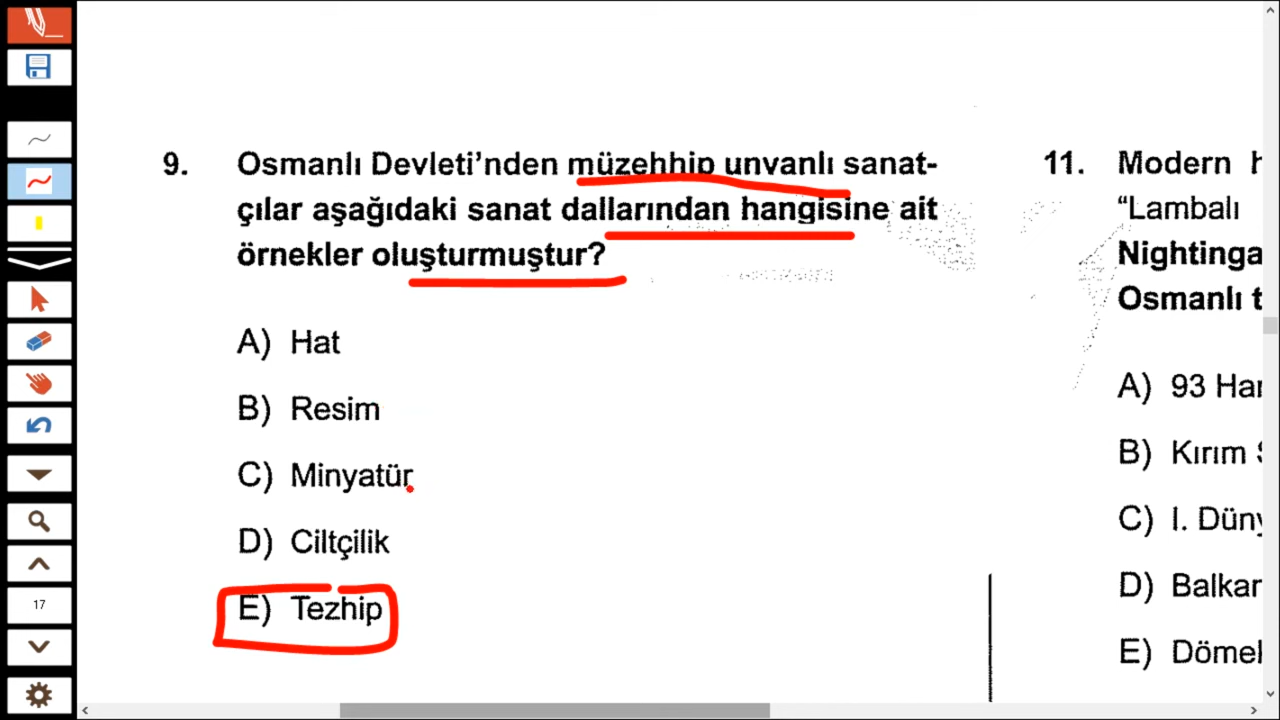 9. Osmanlı Devleti'nden müzehhip unvanlı sanat-
çılar aşağıdaki sanat dallarından hangisine ait
örnekler oluşturmuştur?
A) Hat
B) Resim
C) Minyatür
D) Ciltçilik
E) Tezhip
11. Modern
“Lambalı
Nightinga
Osmanlı t
A) 93 Har
B) Kırım
C) I. Düny
D) Balkar
E) Dömel
17